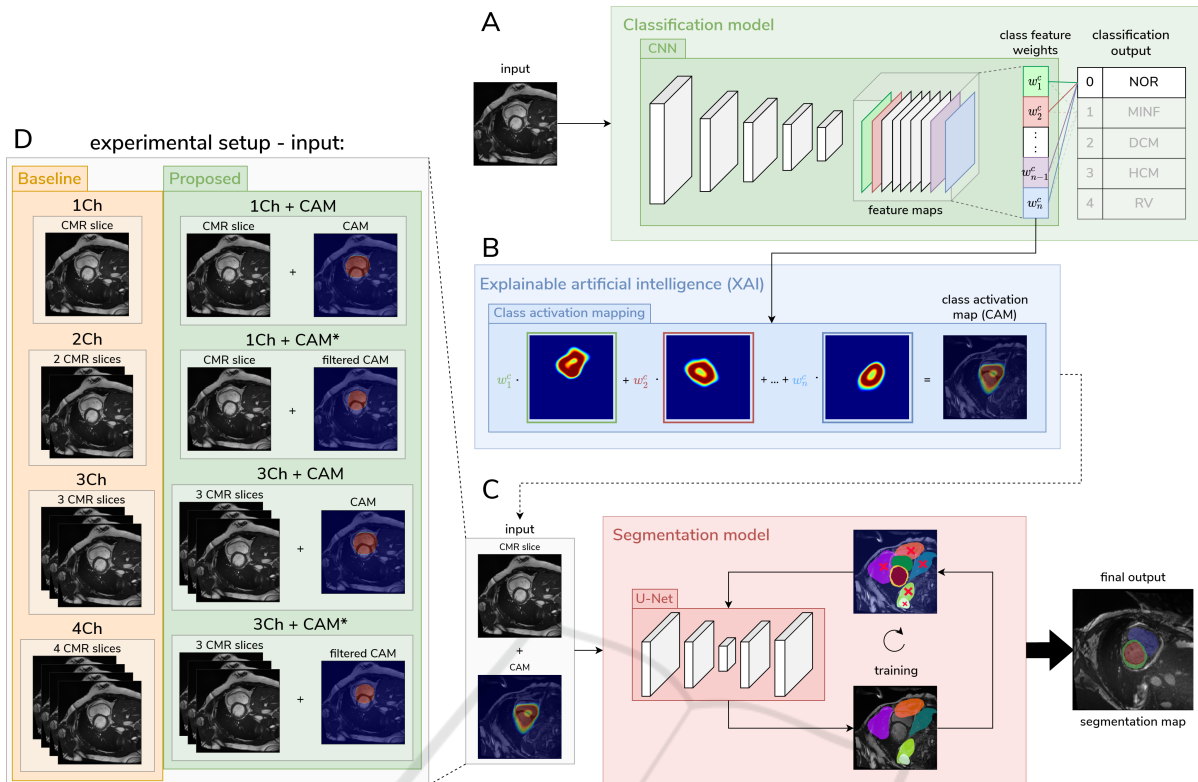 A
Classification model
CNN
input
feature maps
class feature
weights
w₁ᶜ
w₂ᶜ
⋮
wₙ₋₁ᶜ
wₙᶜ
classification
output
0 NOR
1 MINF
2 DCM
3 HCM
4 RV
B
Explainable artificial intelligence (XAI)
Class activation mapping
class activation
map (CAM)
w₁ᶜ · + w₂ᶜ · + ... + wₙᶜ · =
C
input
CMR slice
+
CAM
Segmentation model
U-Net
training
final output
segmentation map
D
experimental setup - input:
Baseline
1Ch
CMR slice
2Ch
2 CMR slices
3Ch
3 CMR slices
4Ch
4 CMR slices
Proposed
1Ch + CAM
CMR slice + CAM
1Ch + CAM*
CMR slice + filtered CAM
3Ch + CAM
3 CMR slices + CAM
3Ch + CAM*
3 CMR slices + filtered CAM